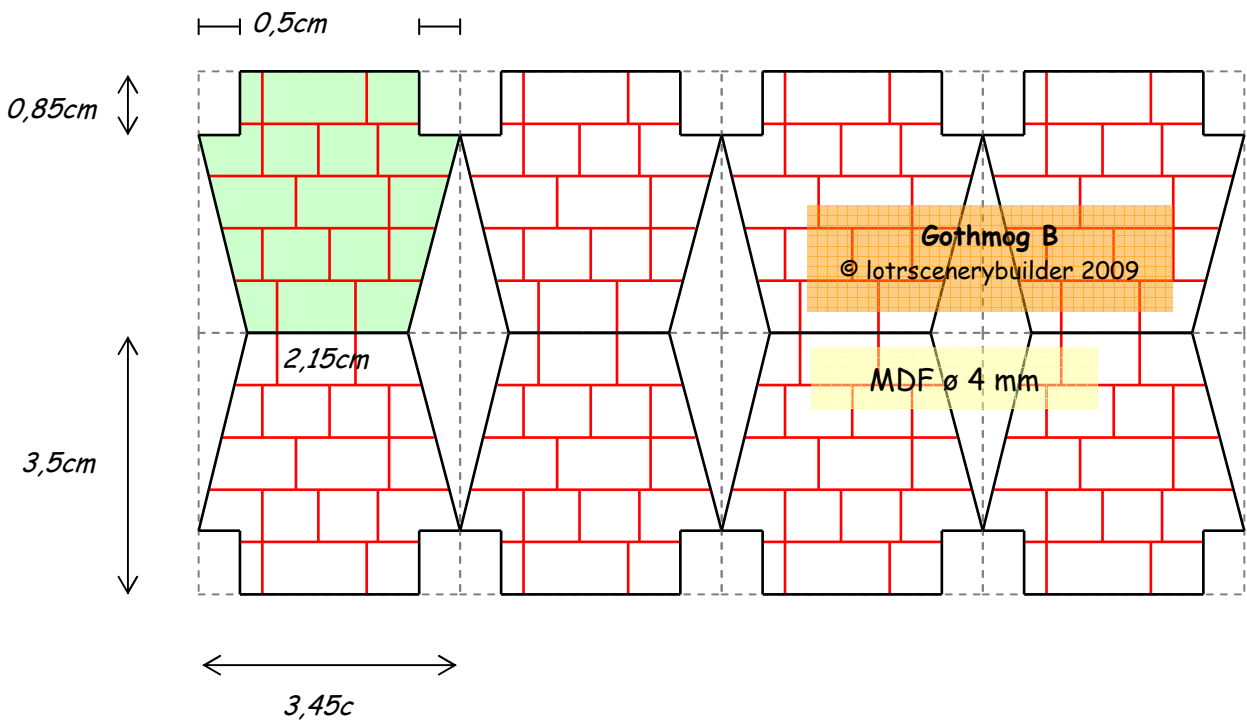 0,5cm
0,85cm
Gothmog B
© lotrscenerybuilder 2009
2,15cm
MDF ø 4 mm
3,5cm
3,45c